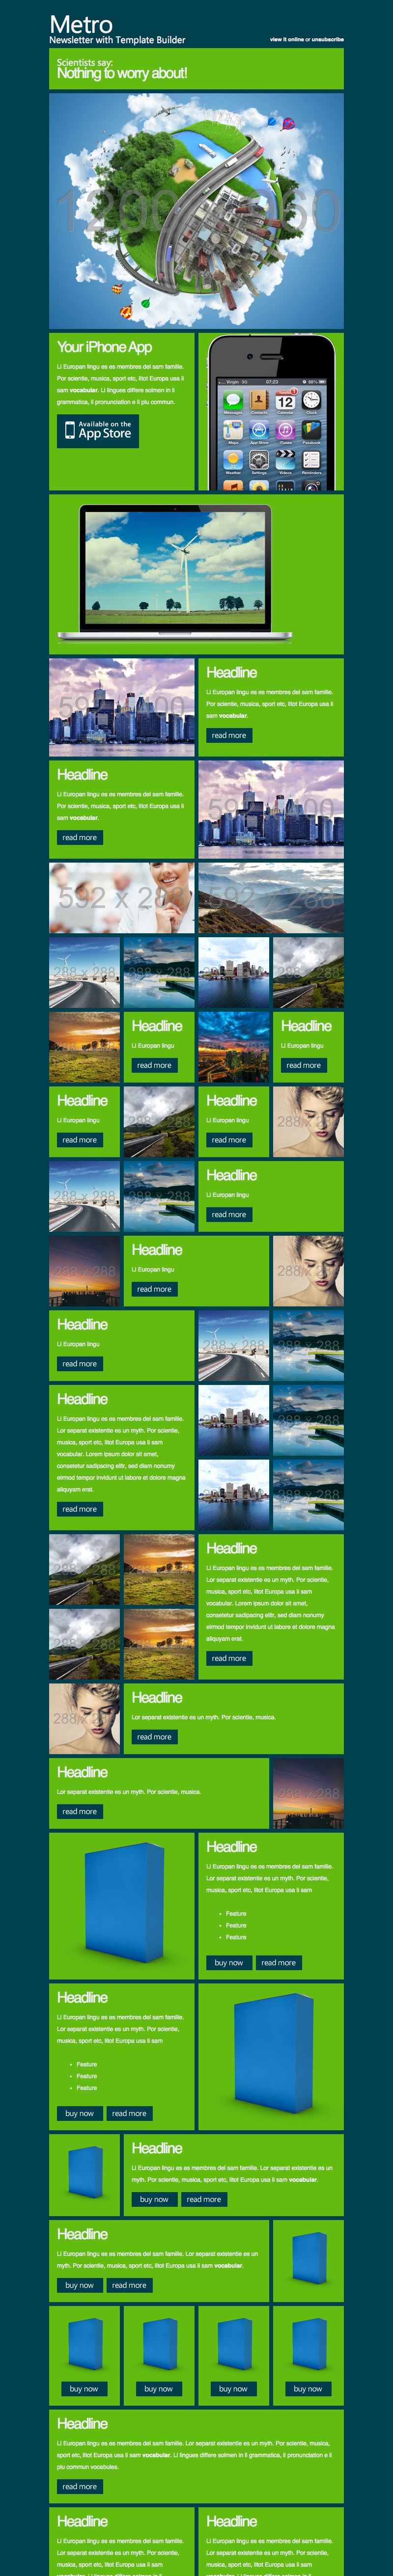 Metro
Newsletter with Template Builder
view it online or unsubscribe
Scientists say:
Nothing to worry about!
1200 60
Your iPhone App
Li Europan lingu es es membres del sam familie.
Por scientie, musica, sport etc, litot Europa usa li
sam vocabular. Li lingues differe solmen in li
grammatica, li pronunciation e li plu commun.
Available on the
App Store
Virgin 3G 07:23 98%
Messages Contacts Calendar Clock
12
Maps Music iTunes Passbook
Weather Settings Videos Reminders
Headline
Li Europan lingu es es membres del sam familie.
Por scientie, musica, sport etc, litot Europa usa li
sam vocabular.
read more
Headline
Li Europan lingu es es membres del sam familie.
Por scientie, musica, sport etc, litot Europa usa li
sam vocabular.
read more
592 x 288
592 x 288
288 x 288
288 x 288
Headline
Li Europan lingu
read more
Headline
Li Europan lingu
read more
Headline
Li Europan lingu
read more
Headline
Li Europan lingu
read more
288 x 288
288 x 288
Headline
Li Europan lingu
read more
Headline
Li Europan lingu
read more
Headline
Li Europan lingu
read more
288 x 288
Headline
Li Europan lingu es es membres del sam familie.
Lor separat existentie es un myth. Por scientie,
musica, sport etc, litot Europa usa li sam
vocabular. Lorem ipsum dolor sit amet,
consetetur sadipscing elitr, sed diam nonumy
eirmod tempor invidunt ut labore et dolore magna
aliquyam erat.
read more
Headline
Li Europan lingu es es membres del sam familie.
Lor separat existentie es un myth. Por scientie,
musica, sport etc, litot Europa usa li sam
vocabular. Lorem ipsum dolor sit amet,
consetetur sadipscing elitr, sed diam nonumy
eirmod tempor invidunt ut labore et dolore magna
aliquyam erat.
read more
Headline
Lor separat existentie es un myth. Por scientie, musica.
read more
Headline
Lor separat existentie es un myth. Por scientie, musica.
read more
Headline
Li Europan lingu es es membres del sam familie.
Lor separat existentie es un myth. Por scientie,
musica, sport etc, litot Europa usa li sam
• Feature
• Feature
• Feature
buy now read more
Headline
Li Europan lingu es es membres del sam familie.
Lor separat existentie es un myth. Por scientie,
musica, sport etc, litot Europa usa li sam
• Feature
• Feature
• Feature
buy now read more
Headline
Li Europan lingu es es membres del sam familie. Lor separat existentie es un
myth. Por scientie, musica, sport etc, litot Europa usa li sam vocabular.
buy now read more
Headline
Li Europan lingu es es membres del sam familie. Lor separat existentie es un
myth. Por scientie, musica, sport etc, litot Europa usa li sam vocabular.
buy now read more
buy now buy now buy now buy now
Headline
Li Europan lingu es es membres del sam familie. Lor separat existentie es un myth. Por scientie, musica,
sport etc, litot Europa usa li sam vocabular. Li lingues differe solmen in li grammatica, li pronunciation e li
plu commun vocabules.
read more
Headline
Li Europan lingu es es membres del sam familie.
Lor separat existentie es un myth. Por scientie,
musica, sport etc, litot Europa usa li sam
Headline
Li Europan lingu es es membres del sam familie.
Lor separat existentie es un myth. Por scientie,
musica, sport etc, litot Europa usa li sam